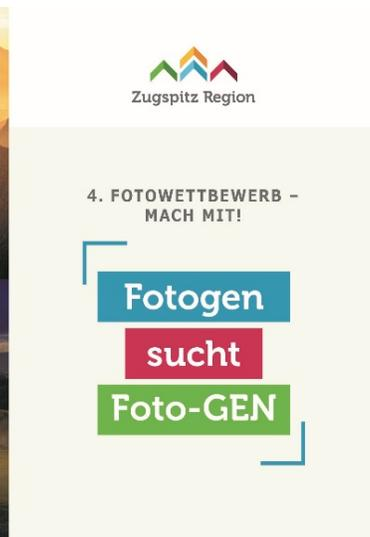 Zugspitz Region
4. FOTOWETTBEWERB –
MACH MIT!
Fotogen
sucht
Foto-GEN